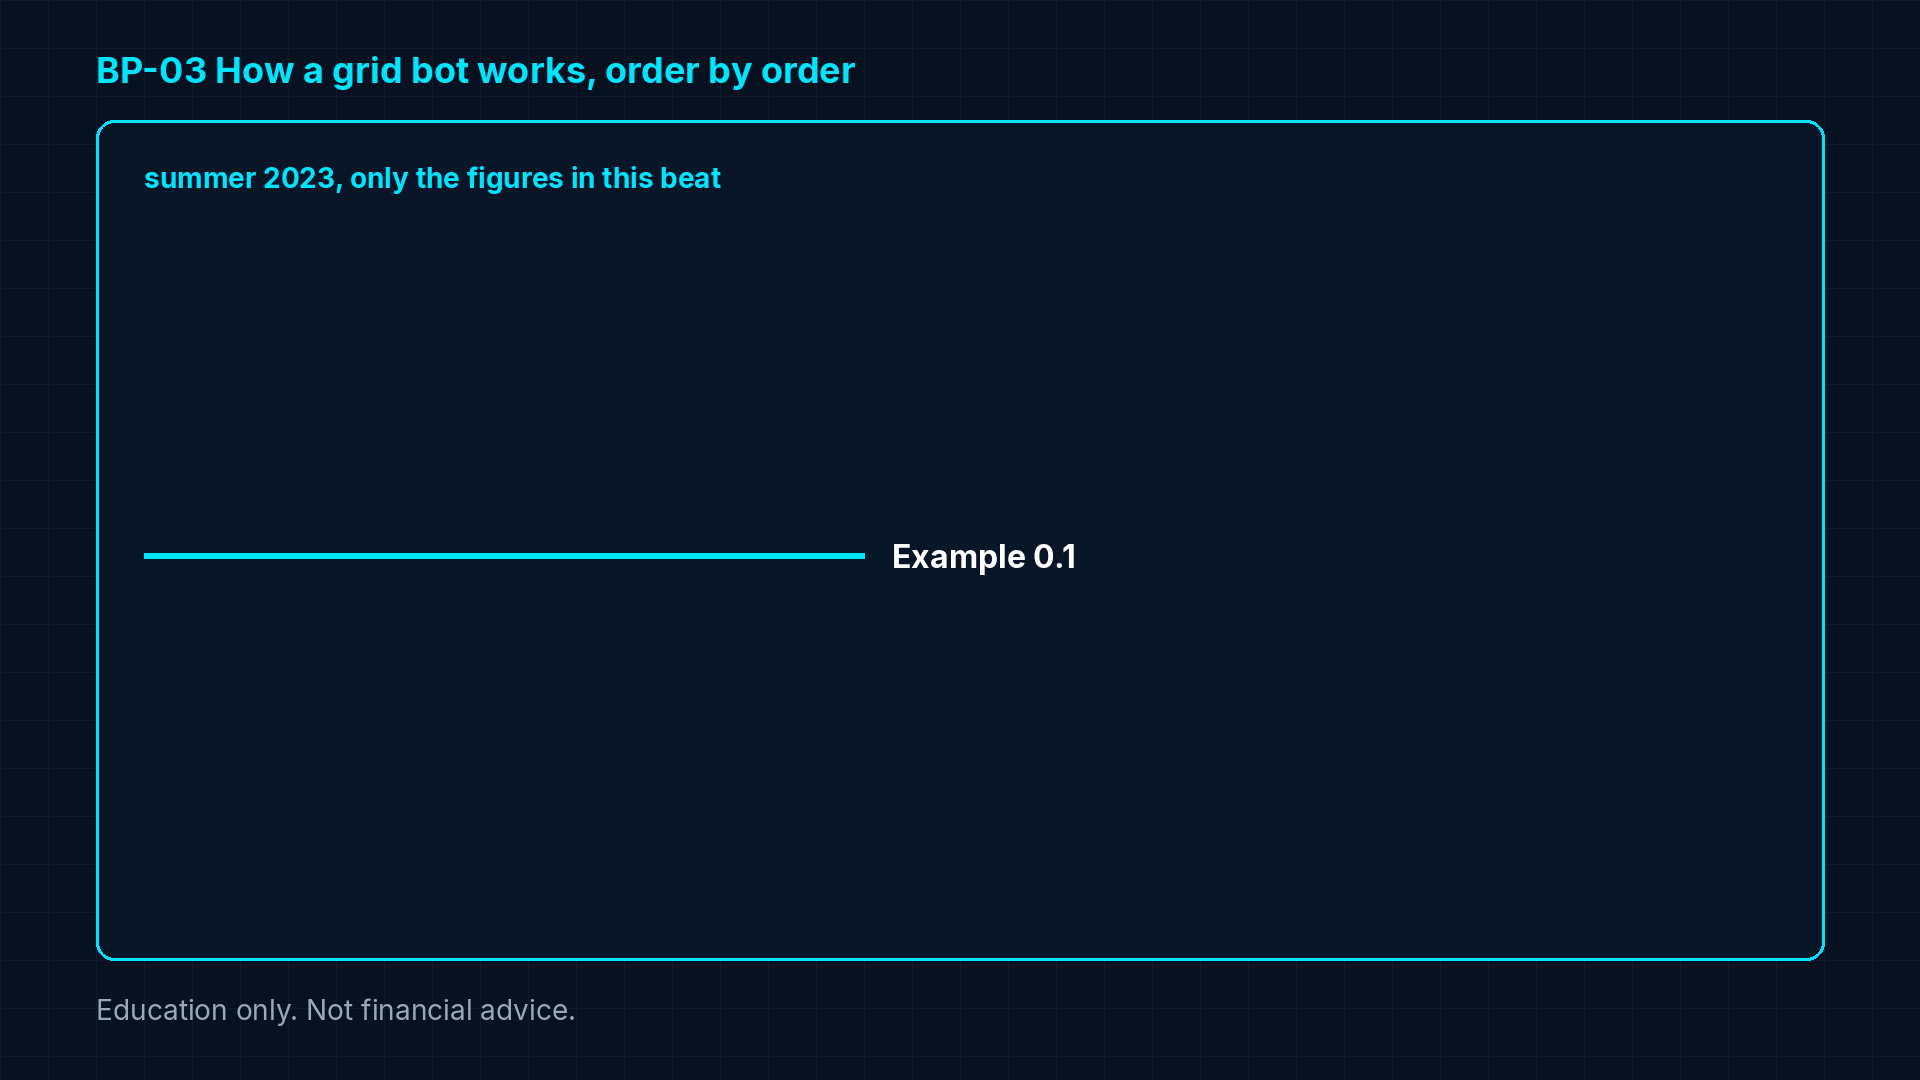 BP-03 How a grid bot works, order by order
summer 2023, only the figures in this beat
Example 0.1
Education only. Not financial advice.